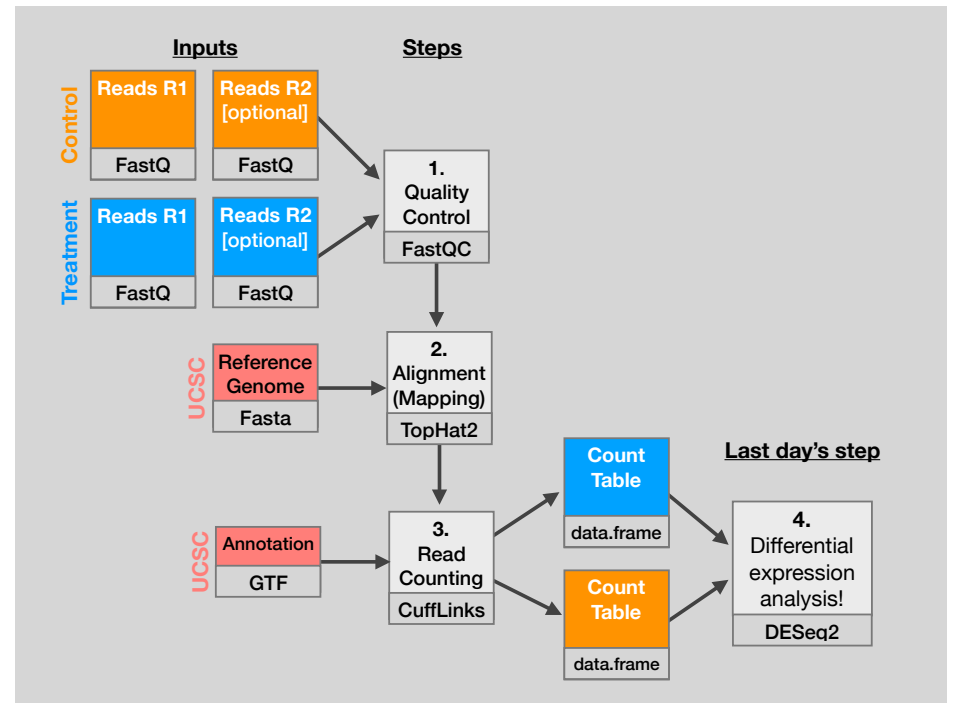 Inputs
Steps
Control
Reads R1
FastQ
Reads R2
[optional]
FastQ
Treatment
Reads R1
FastQ
Reads R2
[optional]
FastQ
1.
Quality
Control
FastQC
UCSC
Reference
Genome
Fasta
2.
Alignment
(Mapping)
TopHat2
UCSC
Annotation
GTF
3.
Read
Counting
CuffLinks
Count
Table
data.frame
Count
Table
data.frame
Last day’s step
4.
Differential
expression
analysis!
DESeq2